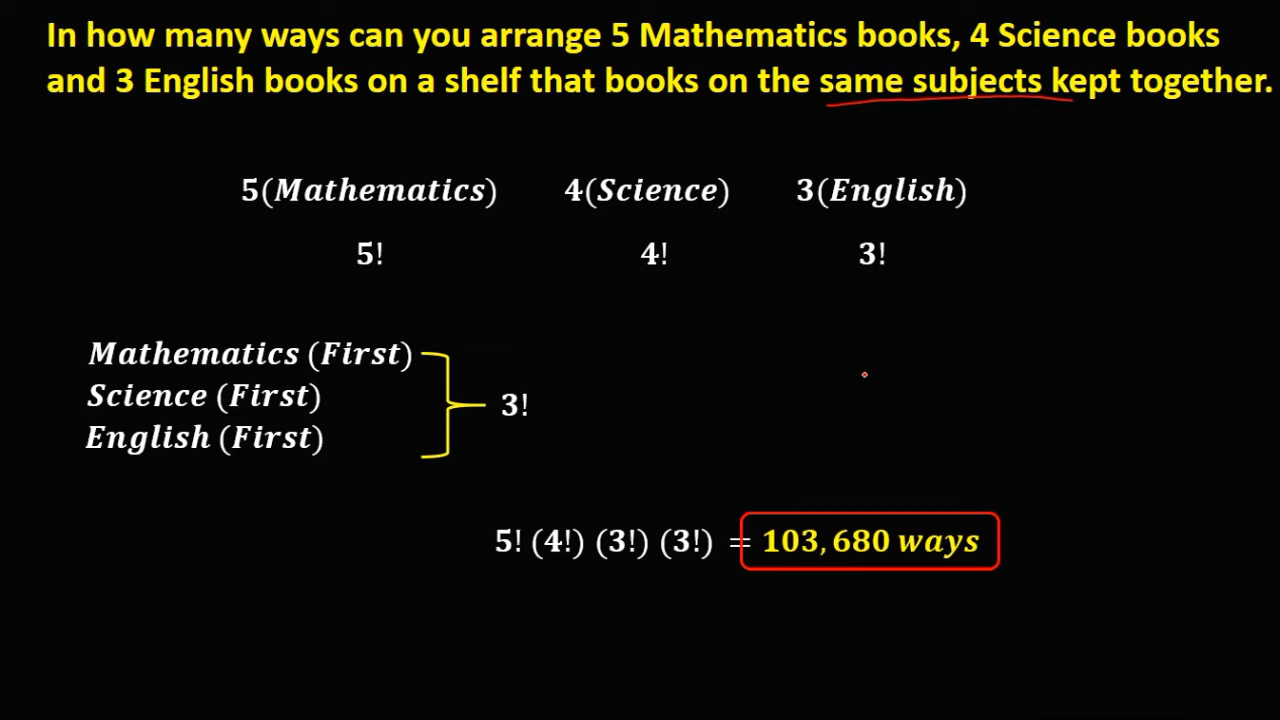 In how many ways can you arrange 5 Mathematics books, 4 Science books
and 3 English books on a shelf that books on the same subjects kept together.
5(Mathematics) 4(Science) 3(English)
5! 4! 3!
Mathematics (First)
Science (First)
English (First)
3!
5! (4!) (3!) (3!) = 103,680 ways